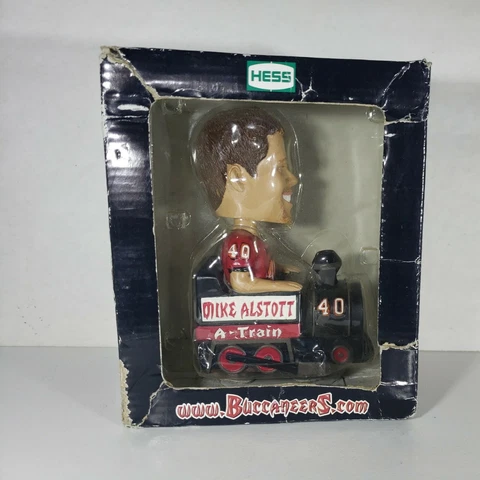 HESS
40
MIKE ALSTOTT
40
A-Train
www.BuccaneerS.com